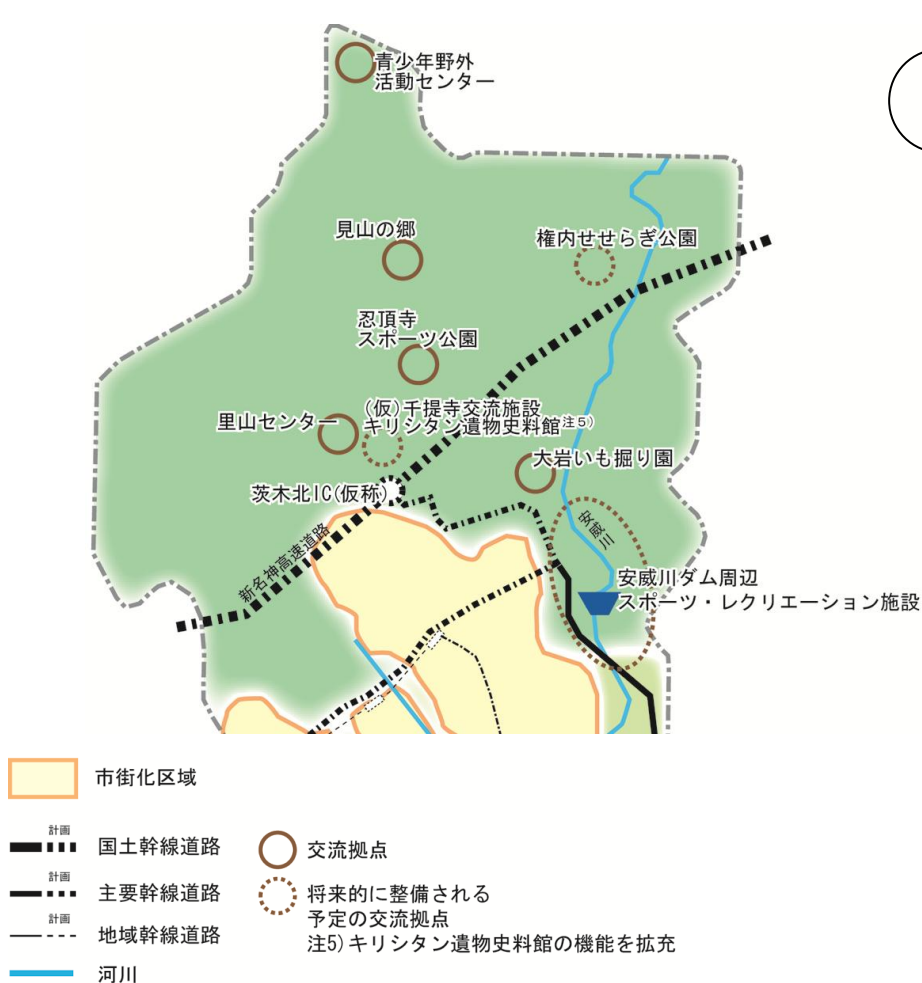 青少年野外
活動センター
見山の郷
権内せせらぎ公園
忍頂寺
スポーツ公園
(仮)千提寺交流施設
キリシタン遺物史料館注5)
里山センター
大岩いも掘り園
茨木北IC(仮称)
新名神高速道路
安威川
安威川ダム周辺
スポーツ・レクリエーション施設
市街化区域
計画
国土幹線道路
計画
主要幹線道路
計画
地域幹線道路
河川
交流拠点
将来的に整備される
予定の交流拠点
注5)キリシタン遺物史料館の機能を拡充